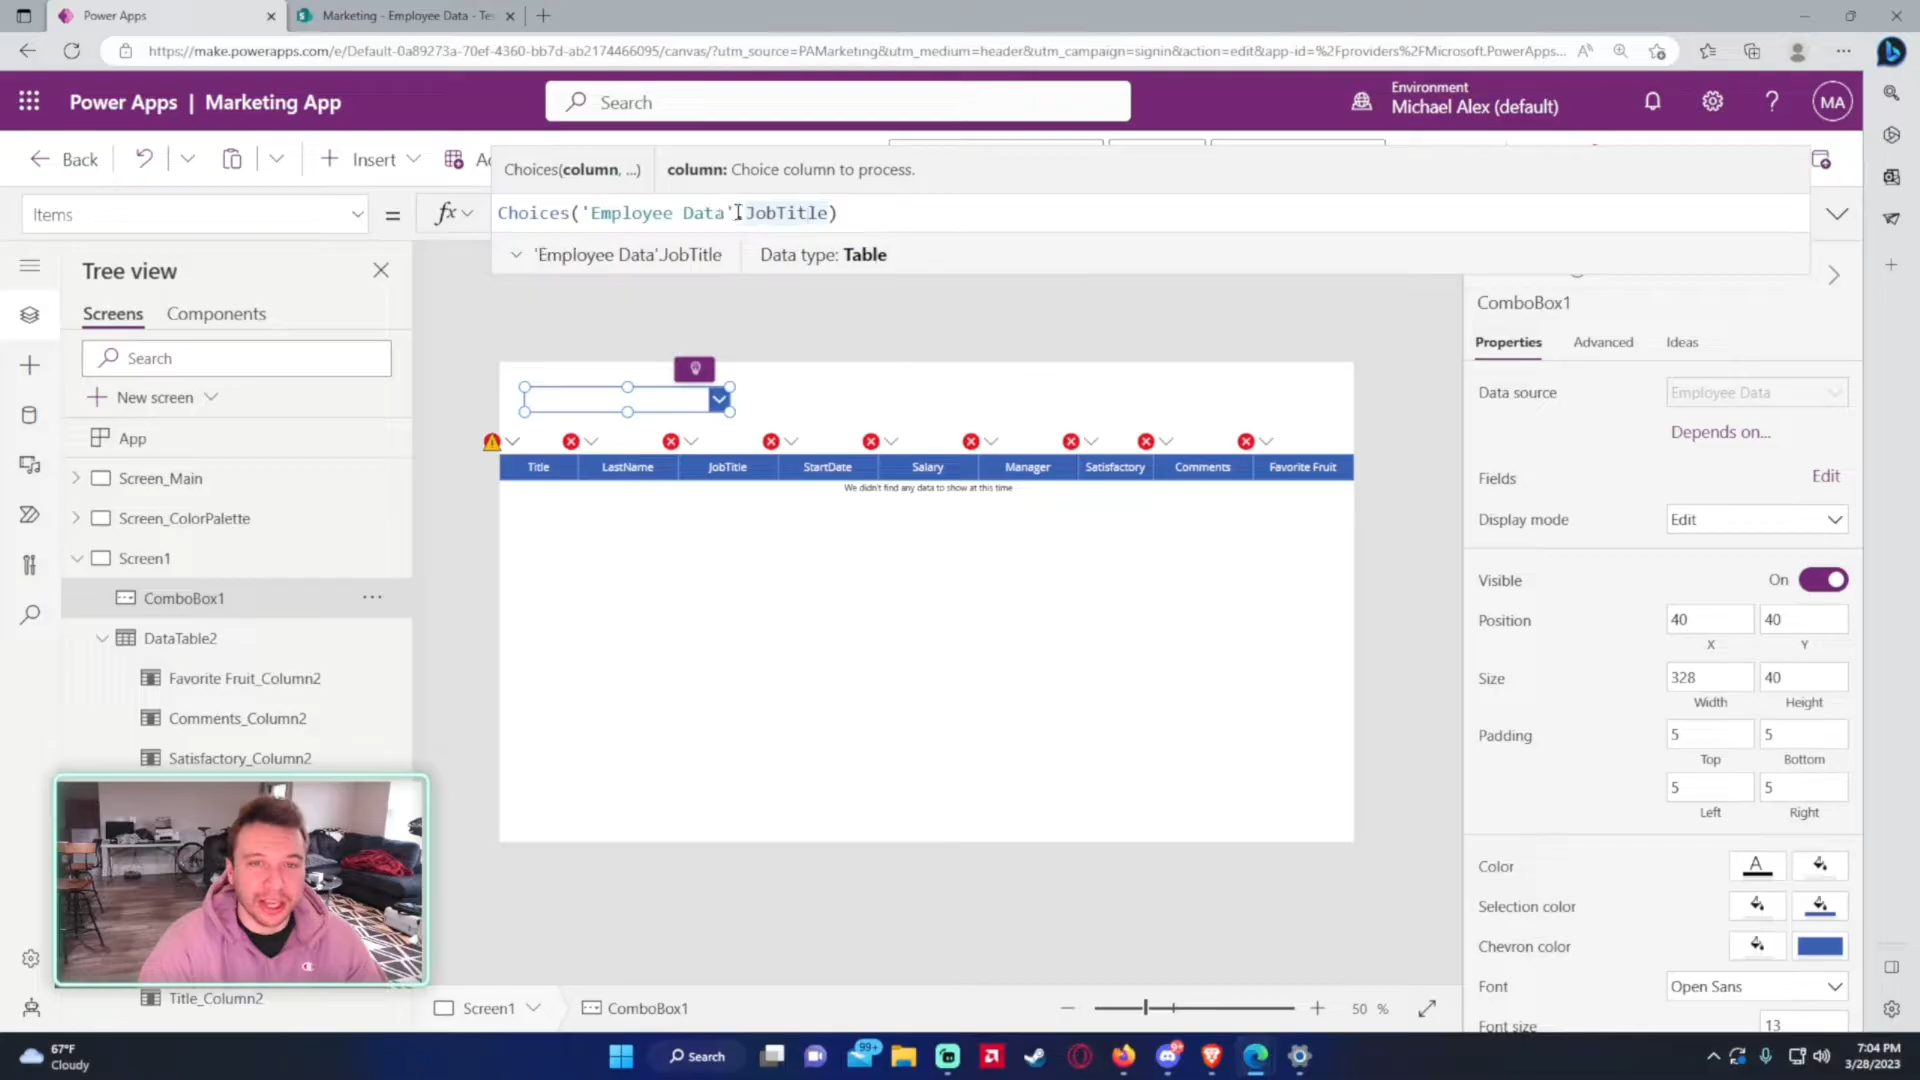 Power Apps
Marketing - Employee Data - Te
https://make.powerapps.com/e/Default-0a89273a-70ef-4360-bb7d-ab2174466095/canvas/?utm_source=PAMarketing&utm_medium=header&utm_campaign=signin&action=edit&app-id=%2Fproviders%2FMicrosoft.PowerApps...
Power Apps | Marketing App
Search
Environment
Michael Alex (default)
MA
Back
Insert
Choices(column, ...)
column: Choice column to process.
Items
=
fx
Choices('Employee Data'.JobTitle)
'Employee Data'.JobTitle
Data type: Table
Tree view
Screens
Components
Search
New screen
App
Screen_Main
Screen_ColorPalette
Screen1
ComboBox1
DataTable2
Favorite Fruit_Column2
Comments_Column2
Satisfactory_Column2
Title_Column2
Title
LastName
JobTitle
StartDate
Salary
Manager
Satisfactory
Comments
Favorite Fruit
We didn't find any data to show at this time
ComboBox1
Properties
Advanced
Ideas
Data source
Employee Data
Depends on...
Fields
Edit
Display mode
Edit
Visible
On
Position
40
40
X
Y
Size
328
40
Width
Height
Padding
5
5
Top
Bottom
5
5
Left
Right
Color
A
Selection color
Chevron color
Font
Open Sans
Font size
13
Screen1
ComboBox1
50 %
67°F
Cloudy
Search
99+
7:04 PM
3/28/2023